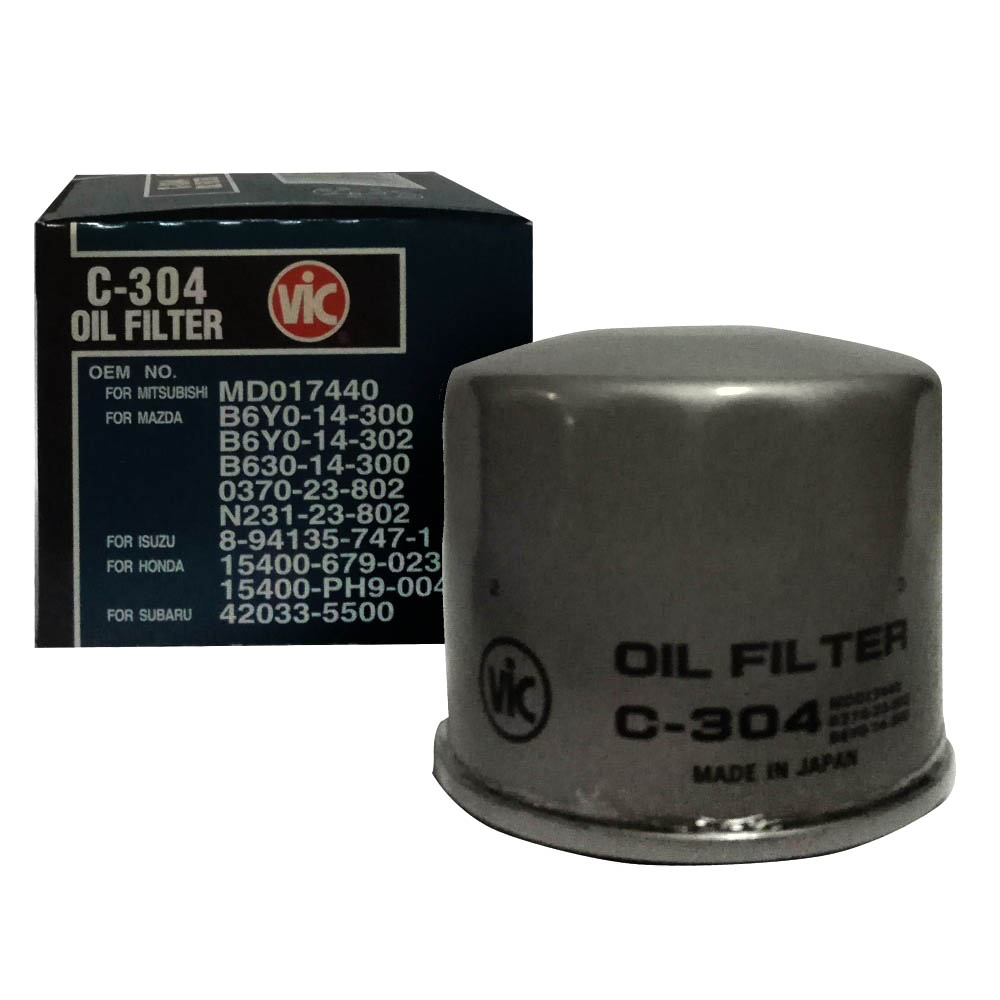 C-304
OIL FILTER
VIC
OEM NO.
FOR MITSUBISHI MD017440
FOR MAZDA B6Y0-14-300
B6Y0-14-302
B630-14-300
0370-23-802
N231-23-802
FOR ISUZU 8-94135-747-1
FOR HONDA 15400-679-023
15400-PH9-004
FOR SUBARU 42033-5500
VIC
OIL FILTER
C-304
MADE IN JAPAN